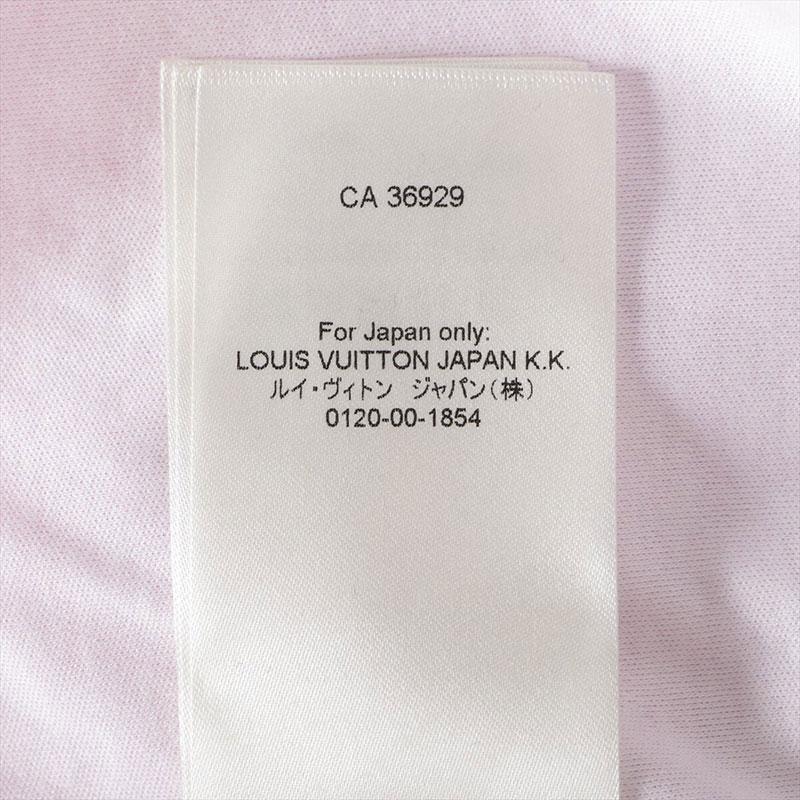 CA 36929
For Japan only:
LOUIS VUITTON JAPAN K.K.
ルイ・ヴィトン　ジャパン(株)
0120-00-1854